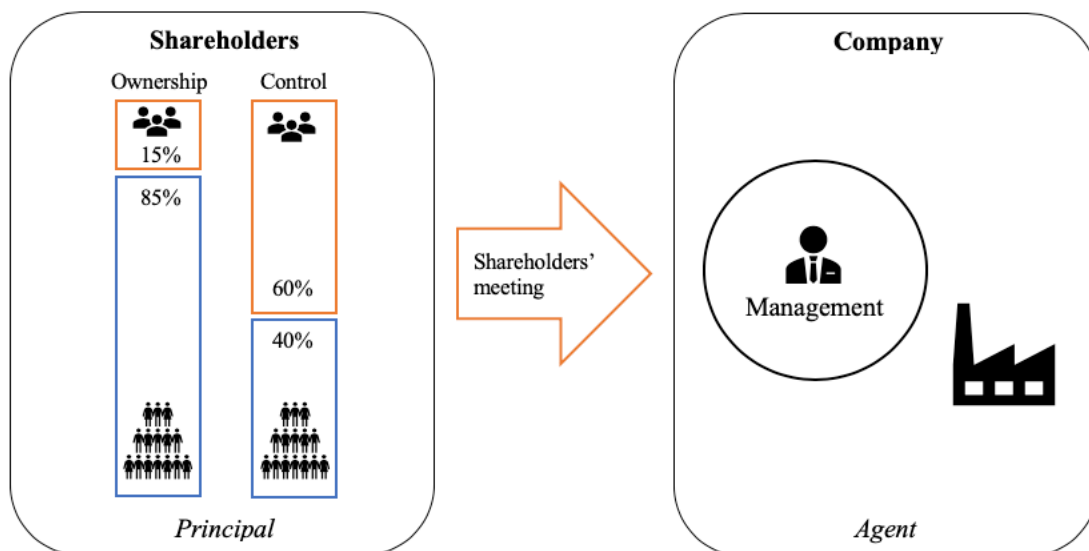 Shareholders
Ownership
Control
15%
85%
60%
40%
Principal
Shareholders’
meeting
Company
Management
Agent